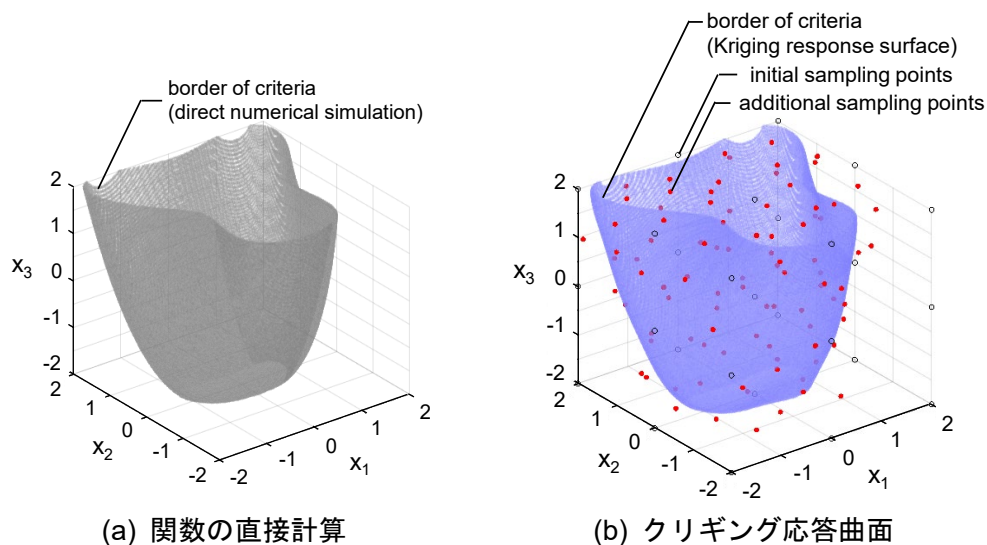 border of criteria
(direct numerical simulation)
2
1
0
-1
-2
x3
2
1
0
-1
-2
x2
-2
-1
0
1
2
x1
(a) 関数の直接計算
border of criteria
(Kriging response surface)
initial sampling points
additional sampling points
2
1
0
-1
-2
x3
2
1
0
-1
-2
x2
-2
-1
0
1
2
x1
(b) クリギング応答曲面